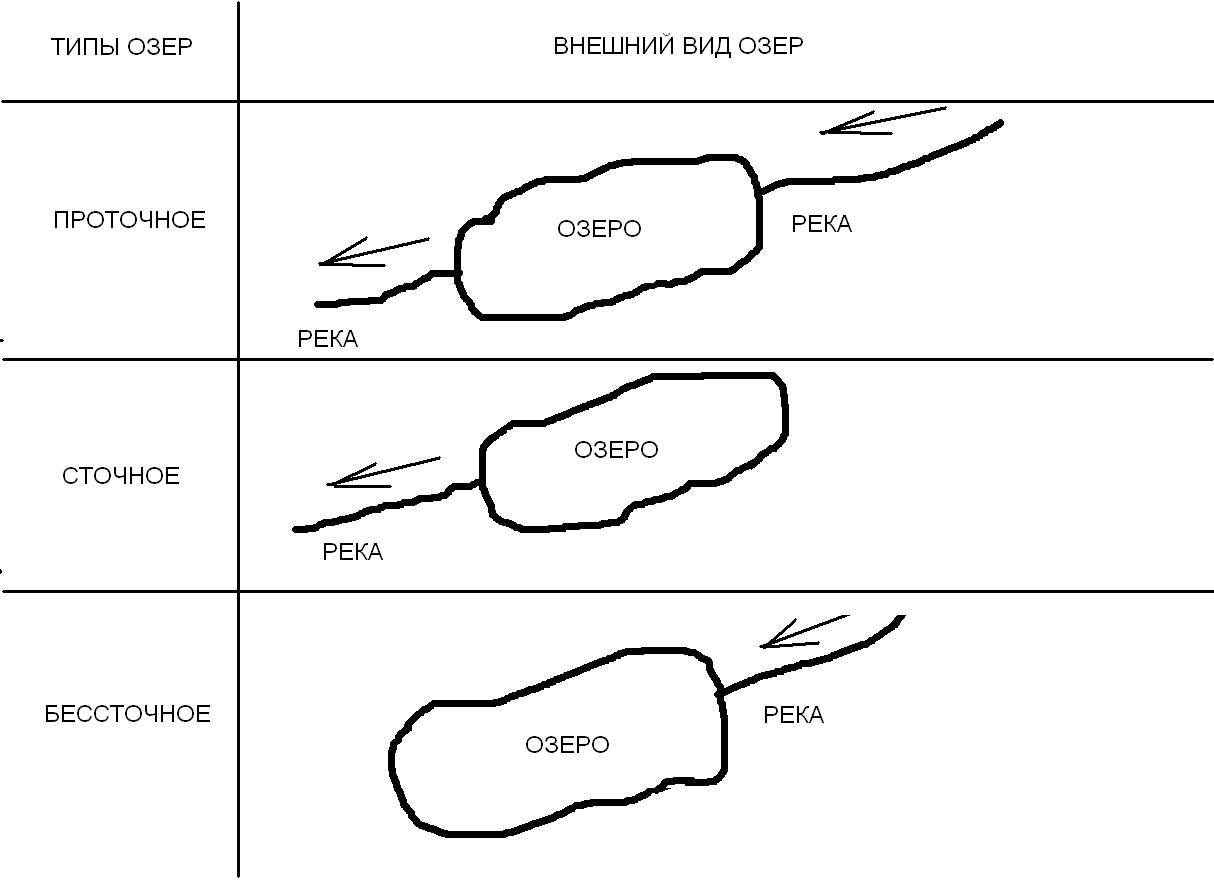 ТИПЫ ОЗЕР
ВНЕШНИЙ ВИД ОЗЕР
ПРОТОЧНОЕ
ОЗЕРО
РЕКА
РЕКА
СТОЧНОЕ
ОЗЕРО
РЕКА
БЕССТОЧНОЕ
ОЗЕРО
РЕКА